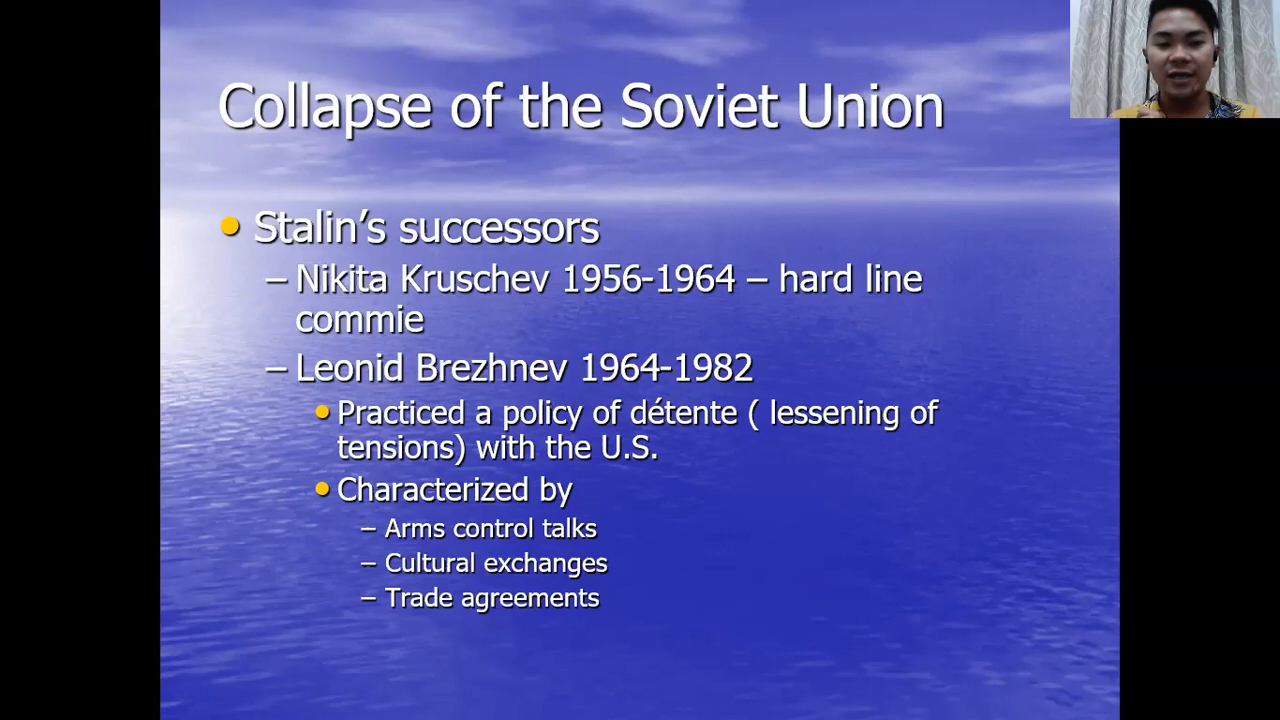 Collapse of the Soviet Union
• Stalin’s successors
– Nikita Kruschev 1956-1964 – hard line
commie
– Leonid Brezhnev 1964-1982
• Practiced a policy of détente ( lessening of
tensions) with the U.S.
• Characterized by
– Arms control talks
– Cultural exchanges
– Trade agreements